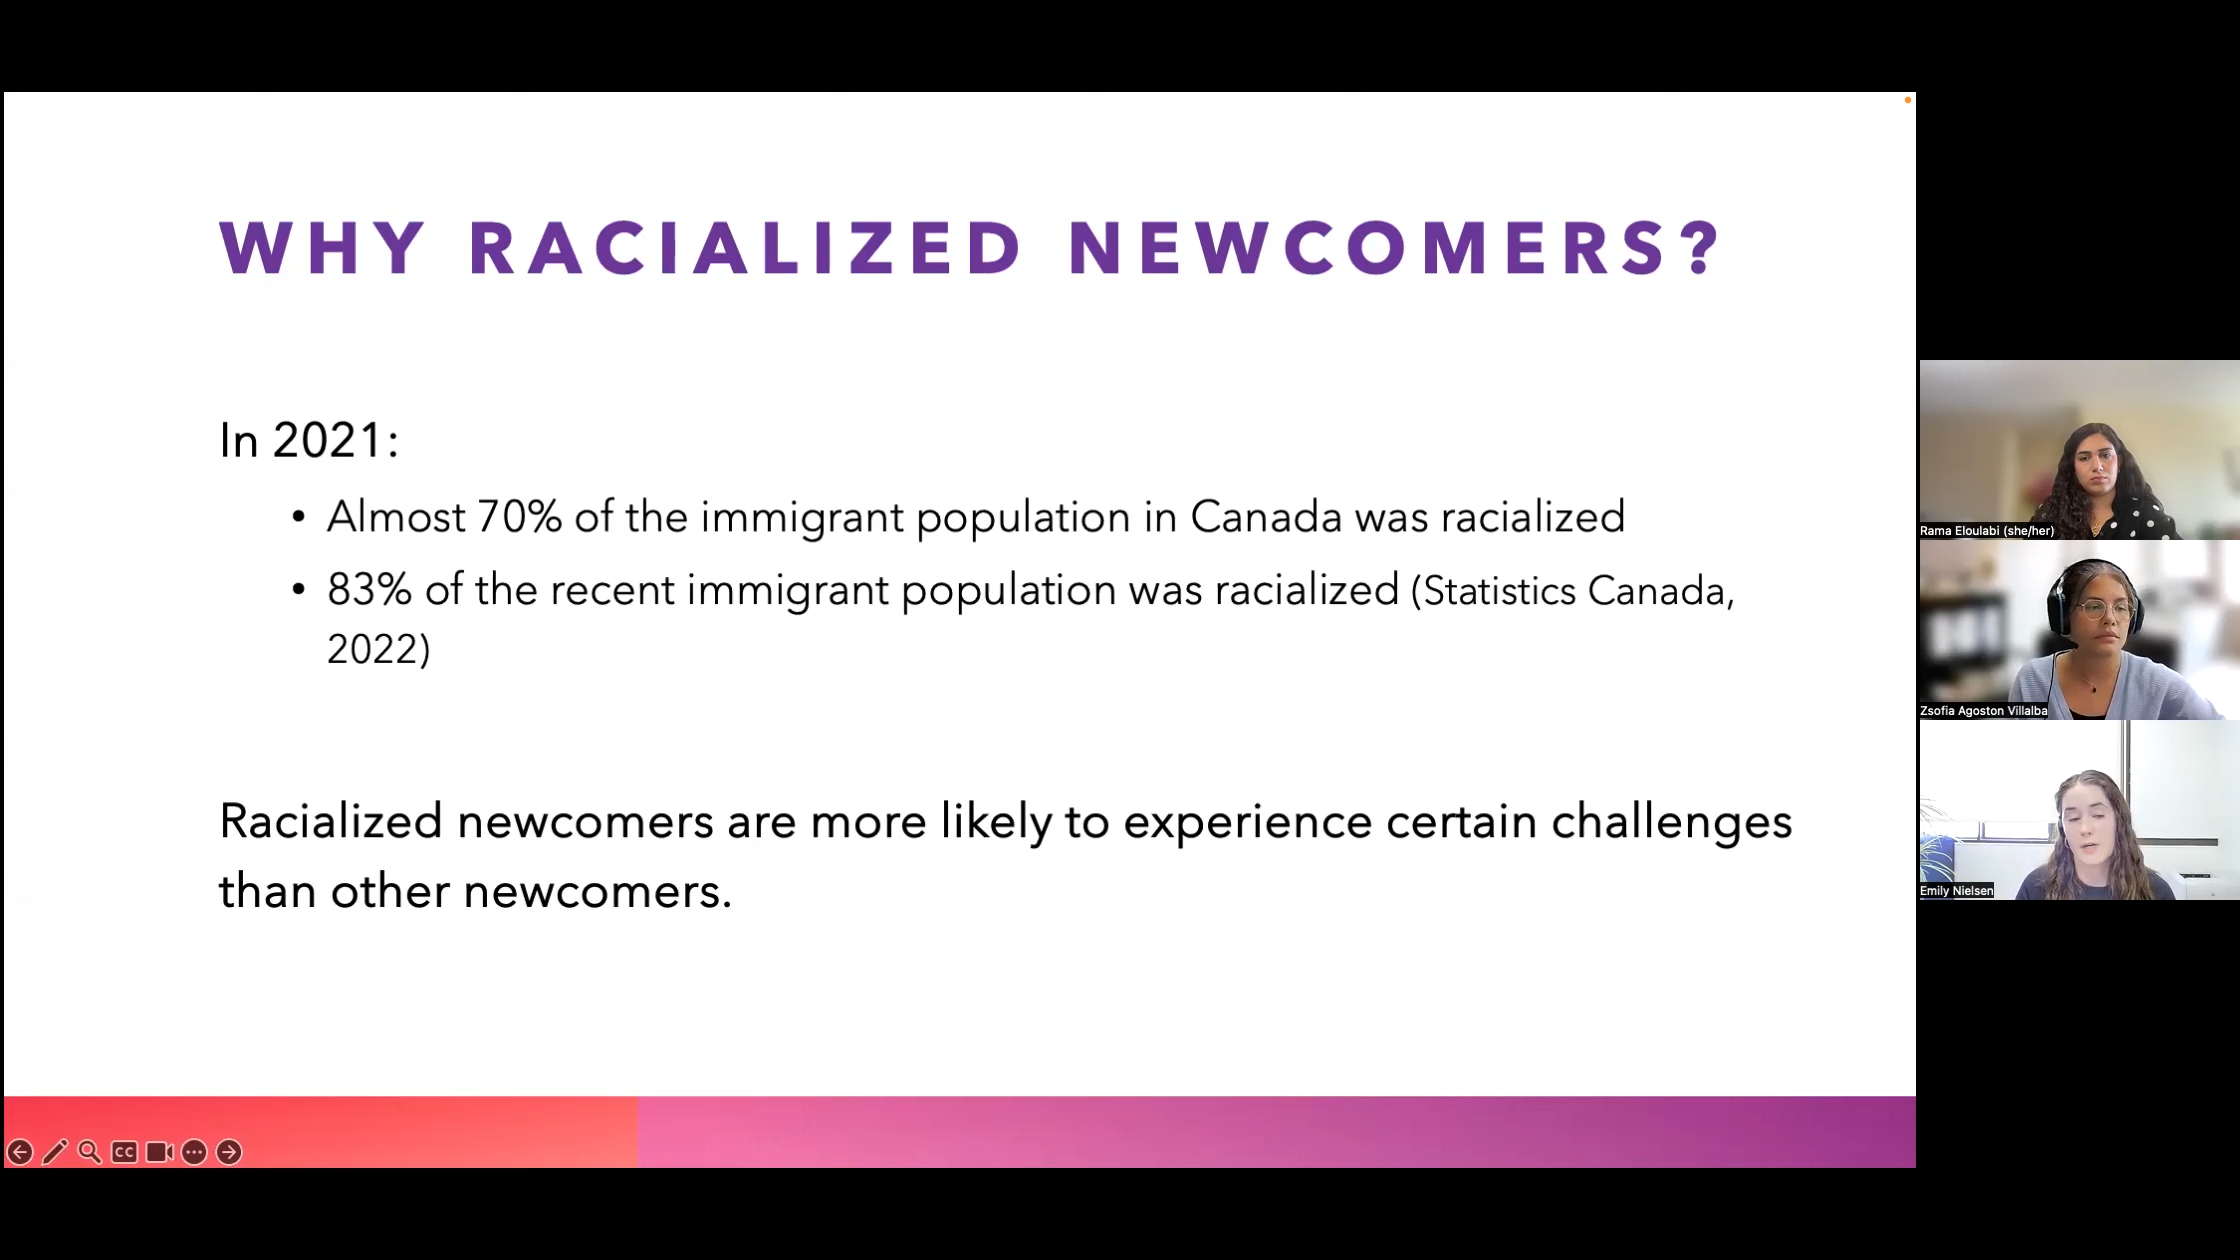 WHY RACIALIZED NEWCOMERS?
In 2021:
• Almost 70% of the immigrant population in Canada was racialized
• 83% of the recent immigrant population was racialized (Statistics Canada,
2022)
Racialized newcomers are more likely to experience certain challenges
than other newcomers.
Rama Eloulabi (she/her)
Zsofia Agoston Villalba
Emily Nielsen
CC